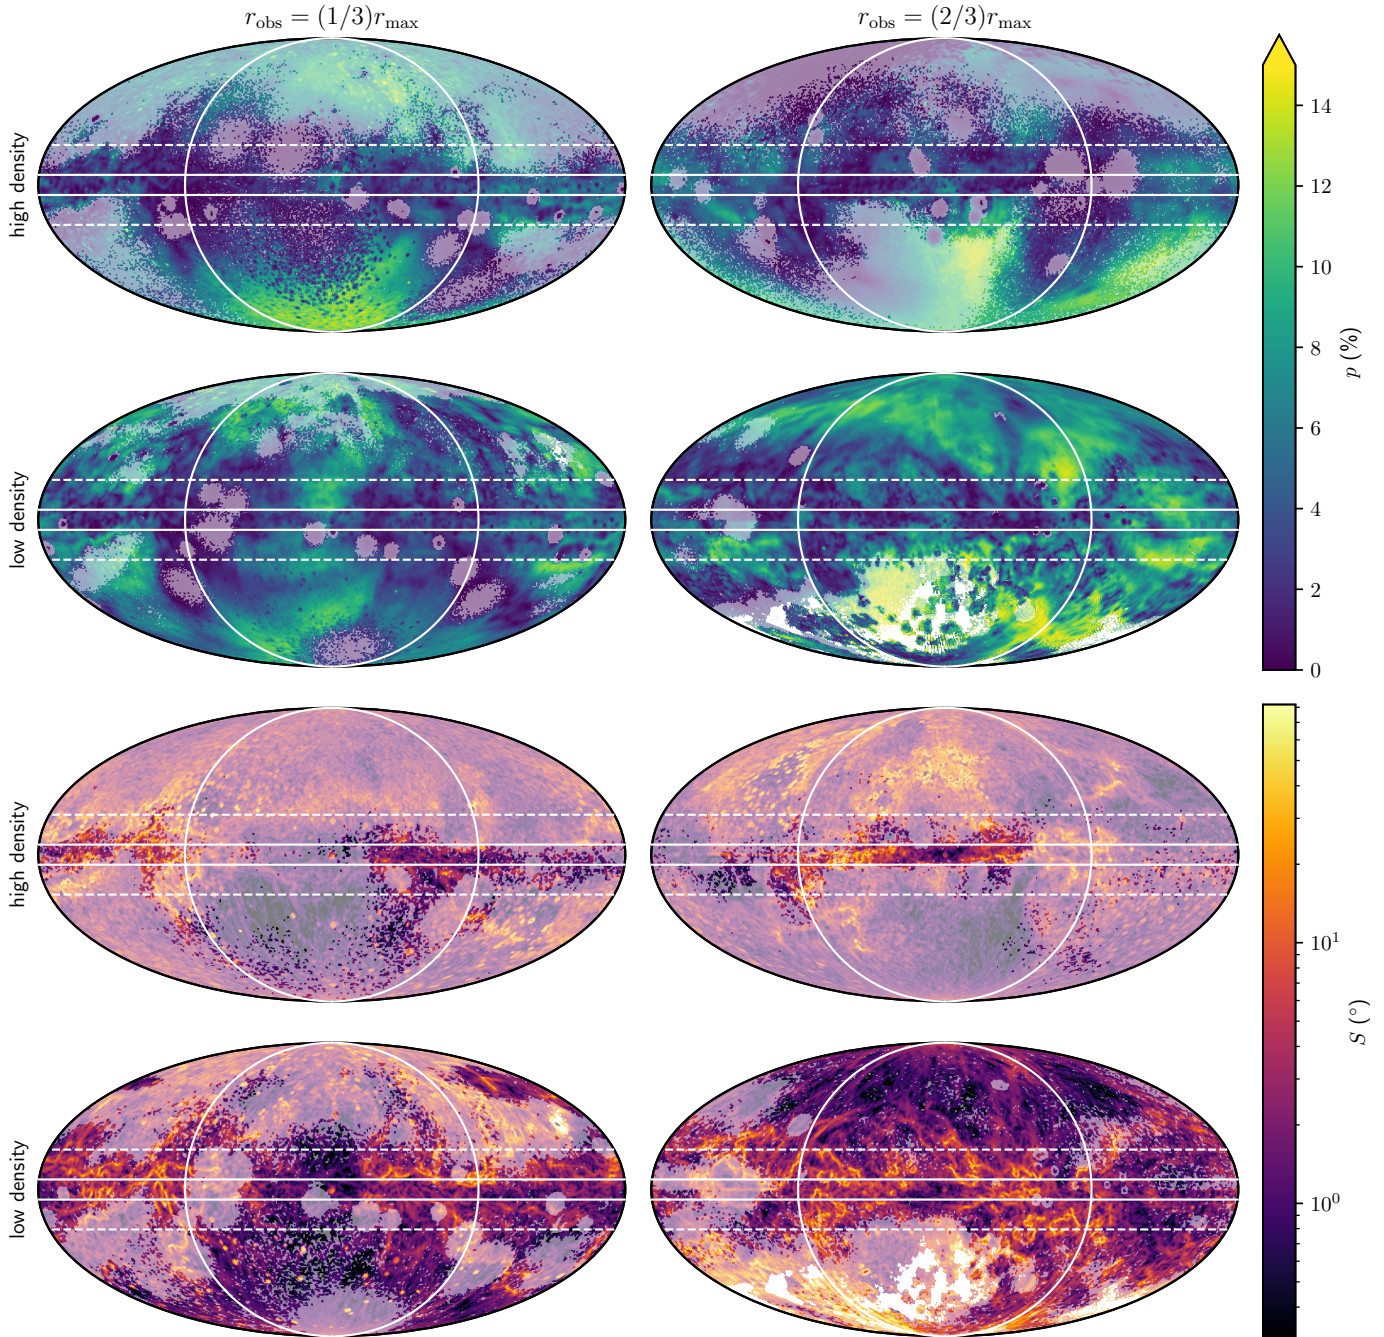 r_obs = (1/3)r_max
r_obs = (2/3)r_max
high density
low density
high density
low density
14
12
10
8
6
4
2
0
p (%)
10^1
10^0
S (°)